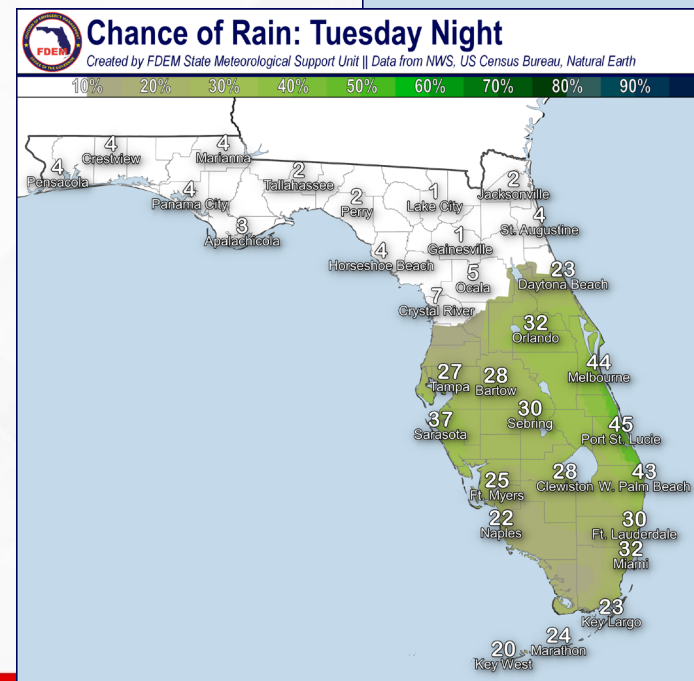 FDEM
Chance of Rain: Tuesday Night
Created by FDEM State Meteorological Support Unit || Data from NWS, US Census Bureau, Natural Earth
10% 20% 30% 40% 50% 60% 70% 80% 90%
4
Crestview
4
Marianna
4
Pensacola
4
Panama City
2
Tallahassee
2
Perry
1
Lake City
2
Jacksonville
3
Apalachicola
4
St. Augustine
1
Gainesville
4
Horseshoe Beach
5
Ocala
23
Daytona Beach
7
Crystal River
32
Orlando
44
Melbourne
27
Tampa
28
Bartow
30
Sebring
37
Sarasota
45
Port St. Lucie
25
Ft. Myers
28
Clewiston
43
W. Palm Beach
22
Naples
30
Ft. Lauderdale
32
Miami
23
Key Largo
24
Marathon
20
Key West